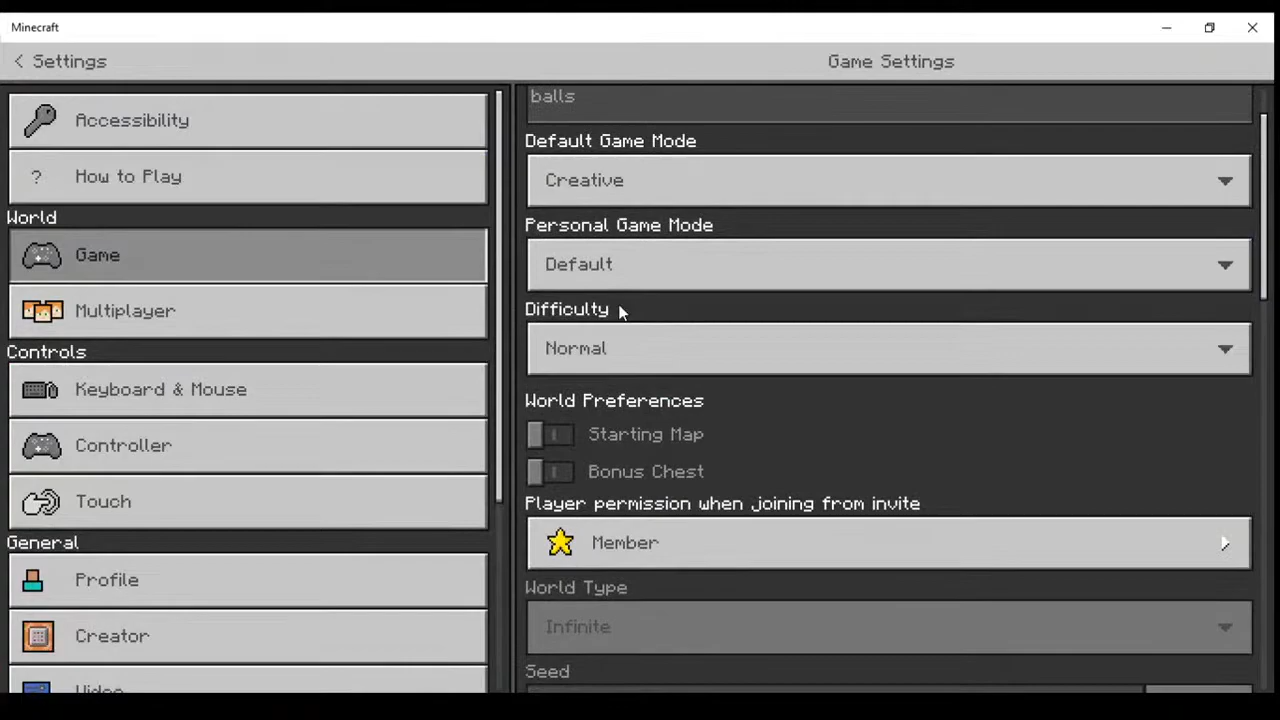 Minecraft
Settings
Game Settings
Accessibility
How to Play
World
Game
Multiplayer
Controls
Keyboard & Mouse
Controller
Touch
General
Profile
Creator
Video
balls
Default Game Mode
Creative
Personal Game Mode
Default
Difficulty
Normal
World Preferences
Starting Map
Bonus Chest
Player permission when joining from invite
Member
World Type
Infinite
Seed